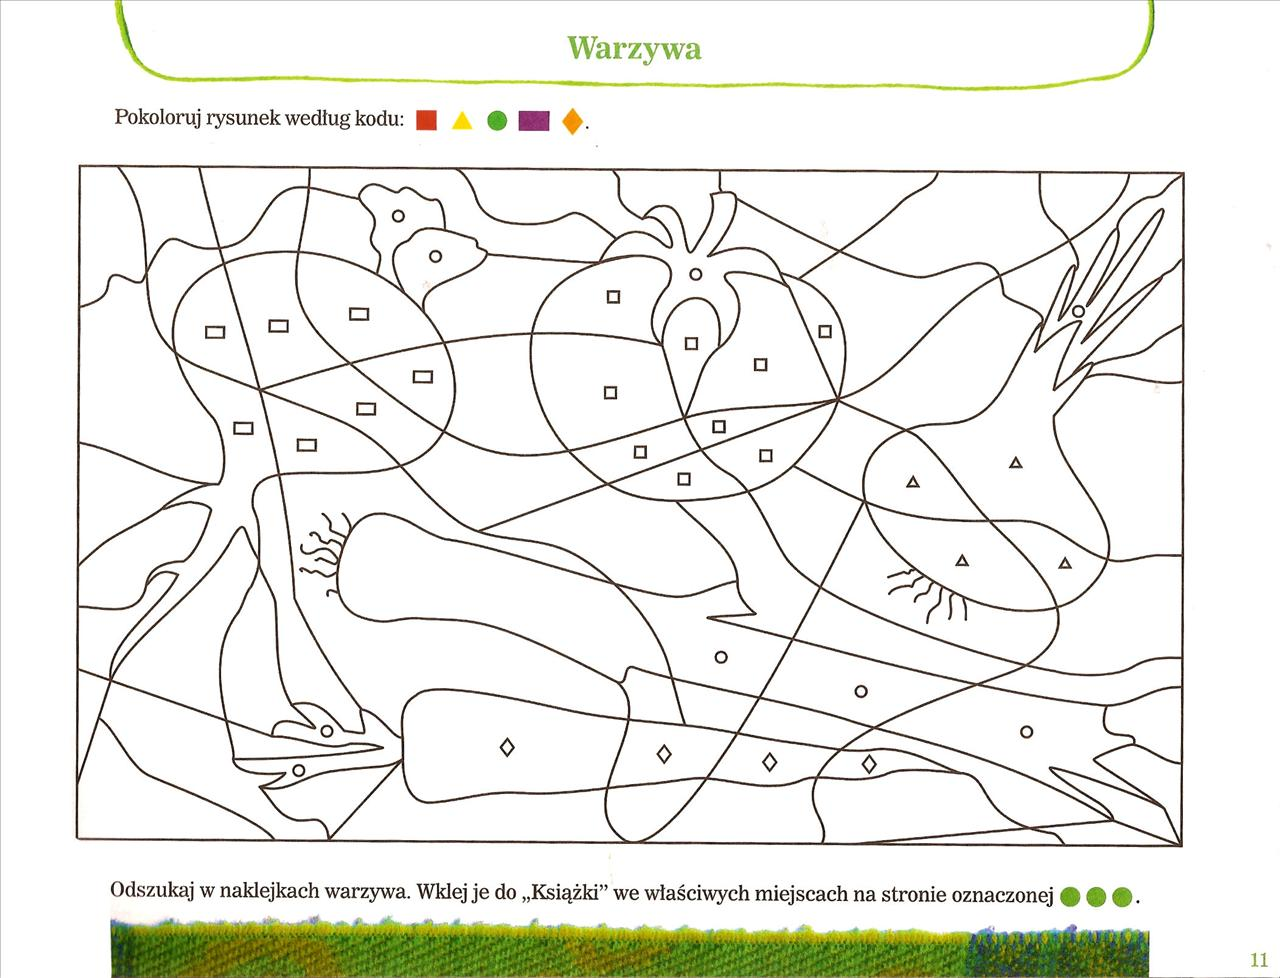 Warzywa
Pokoloruj rysunek według kodu: .
Odszukaj w naklejkach warzywa. Wklej je do „Książki” we właściwych miejscach na stronie oznaczonej .
11